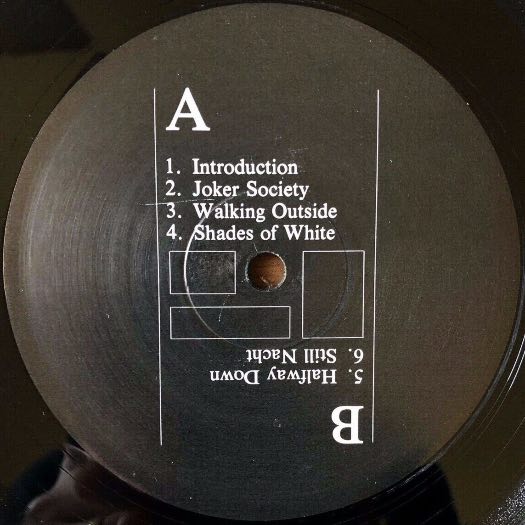 A
1. Introduction
2. Joker Society
3. Walking Outside
4. Shades of White
B
5. Halfway Down
6. Still Nacht